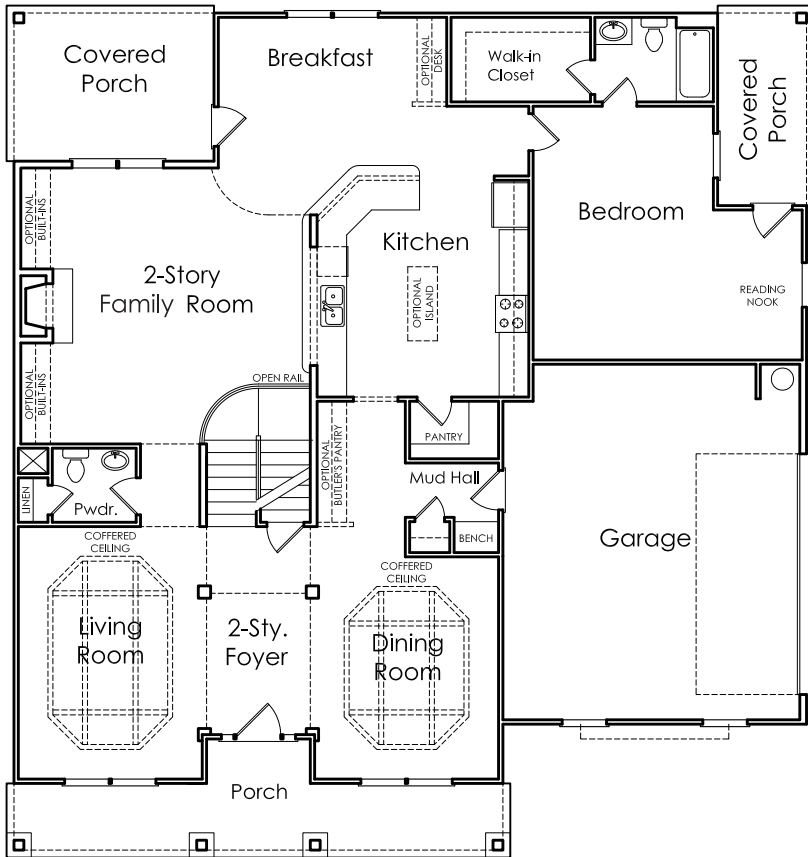 Covered
Porch
Breakfast
OPTIONAL
DESK
Walk-in
Closet
Covered
Porch
OPTIONAL
BUILT-INS
2-Story
Family Room
Kitchen
OPTIONAL
ISLAND
Bedroom
READING
NOOK
OPTIONAL
BUILT-INS
OPEN RAIL
OPTIONAL
BUTLER'S PANTRY
PANTRY
LINEN
Pwdr.
Mud Hall
BENCH
Garage
COFFERED
CEILING
COFFERED
CEILING
Living
Room
2-Sty.
Foyer
Dining
Room
Porch